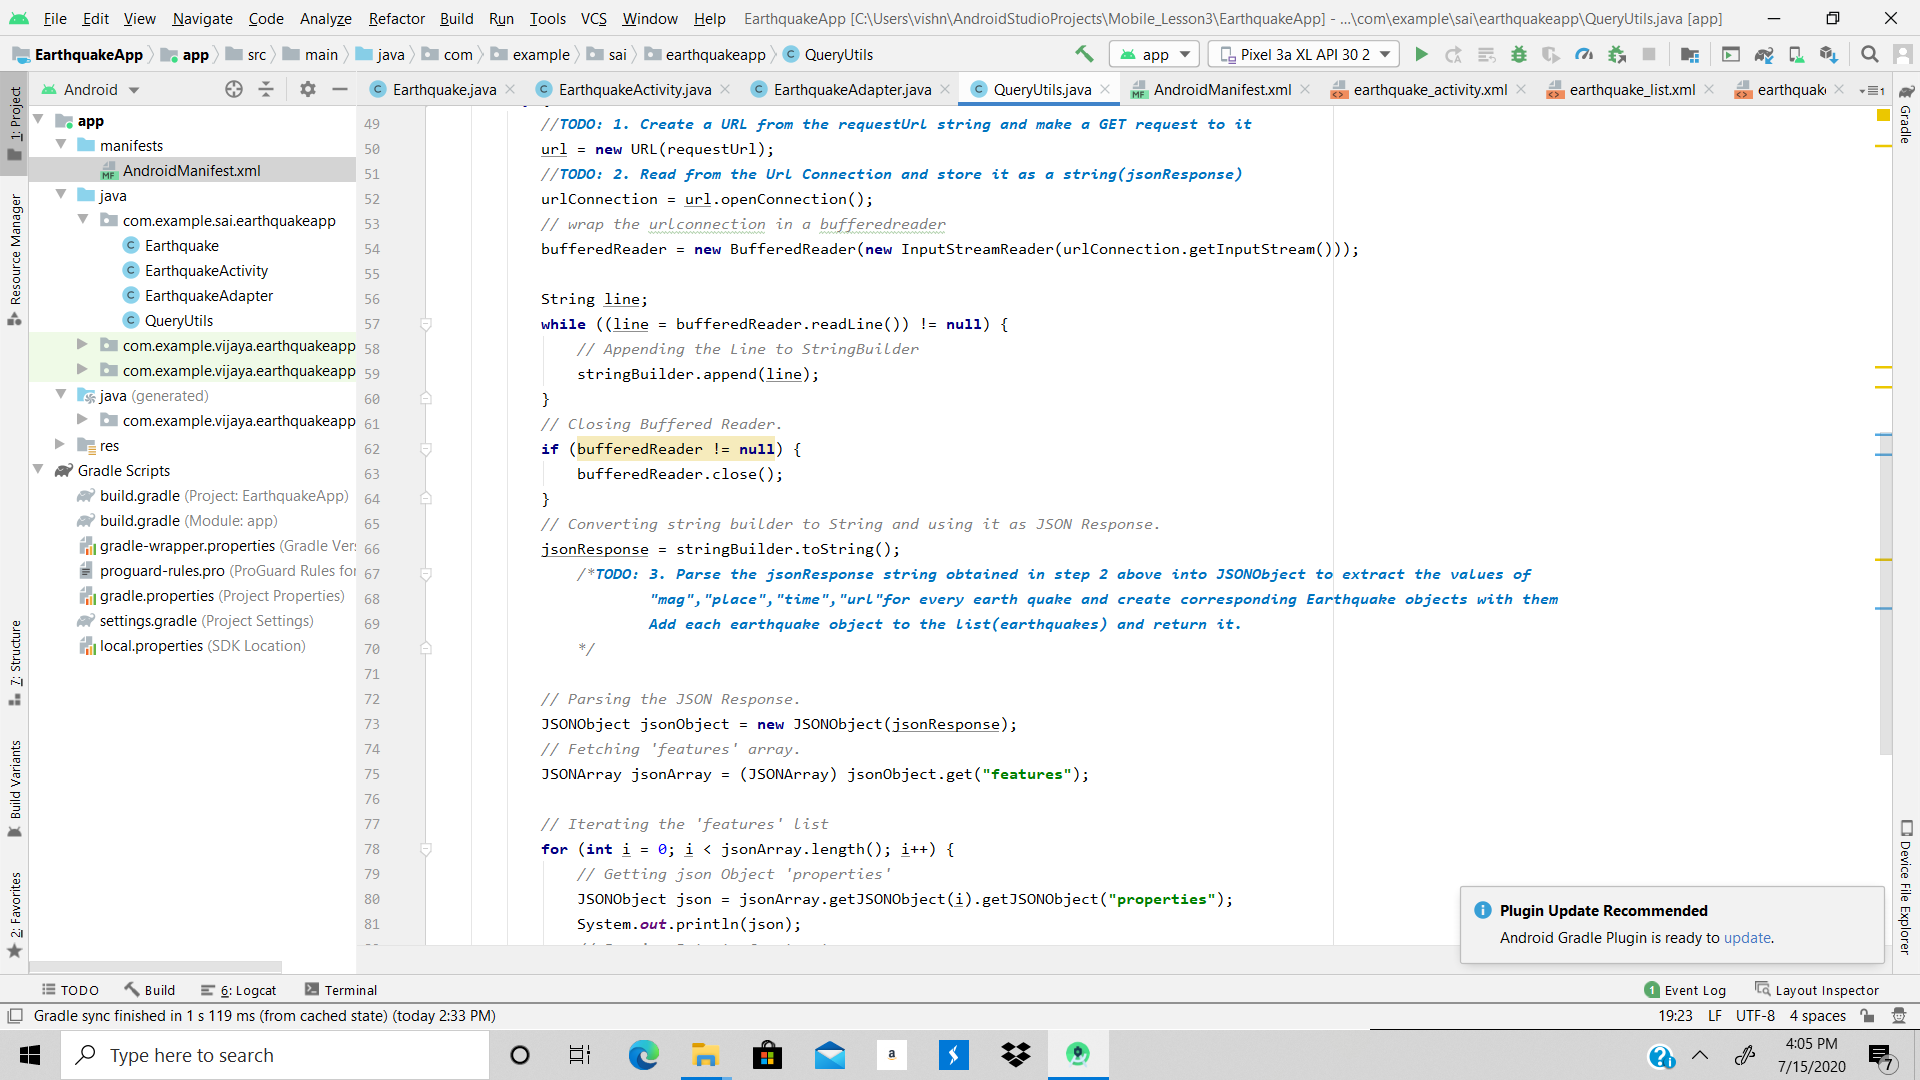 File Edit View Navigate Code Analyze Refactor Build Run Tools VCS Window Help EarthquakeApp [C:\Users\vishn\AndroidStudioProjects\Mobile_Lesson3\EarthquakeApp] - ...\com\example\sai\earthquakeapp\QueryUtils.java [app]
EarthquakeApp app src main java com example sai earthquakeapp QueryUtils app Pixel 3a XL API 30 2
Android Earthquake.java EarthquakeActivity.java EarthquakeAdapter.java QueryUtils.java AndroidManifest.xml earthquake_activity.xml earthquake_list.xml earthquake 1
1: Project
Resource Manager
7: Structure
Build Variants
2: Favorites
app
manifests
AndroidManifest.xml
java
com.example.sai.earthquakeapp
Earthquake
EarthquakeActivity
EarthquakeAdapter
QueryUtils
com.example.vijaya.earthquakeapp
com.example.vijaya.earthquakeapp
java (generated)
com.example.vijaya.earthquakeapp
res
Gradle Scripts
build.gradle (Project: EarthquakeApp)
build.gradle (Module: app)
gradle-wrapper.properties (Gradle Ver
proguard-rules.pro (ProGuard Rules for
gradle.properties (Project Properties)
settings.gradle (Project Settings)
local.properties (SDK Location)
49 //TODO: 1. Create a URL from the requestUrl string and make a GET request to it
50 url = new URL(requestUrl);
51 //TODO: 2. Read from the Url Connection and store it as a string(jsonResponse)
52 urlConnection = url.openConnection();
53 // wrap the urlconnection in a bufferedreader
54 bufferedReader = new BufferedReader(new InputStreamReader(urlConnection.getInputStream()));
55
56 String line;
57 while ((line = bufferedReader.readLine()) != null) {
58 // Appending the Line to StringBuilder
59 stringBuilder.append(line);
60 }
61 // Closing Buffered Reader.
62 if (bufferedReader != null) {
63 bufferedReader.close();
64 }
65 // Converting string builder to String and using it as JSON Response.
66 jsonResponse = stringBuilder.toString();
67 /*TODO: 3. Parse the jsonResponse string obtained in step 2 above into JSONObject to extract the values of
68 "mag","place","time","url"for every earth quake and create corresponding Earthquake objects with them
69 Add each earthquake object to the list(earthquakes) and return it.
70 */
71
72 // Parsing the JSON Response.
73 JSONObject jsonObject = new JSONObject(jsonResponse);
74 // Fetching 'features' array.
75 JSONArray jsonArray = (JSONArray) jsonObject.get("features");
76
77 // Iterating the 'features' list
78 for (int i = 0; i < jsonArray.length(); i++) {
79 // Getting json Object 'properties'
80 JSONObject json = jsonArray.getJSONObject(i).getJSONObject("properties");
81 System.out.println(json);
Gradle
Device File Explorer
Plugin Update Recommended
Android Gradle Plugin is ready to update.
TODO Build 6: Logcat Terminal 1 Event Log Layout Inspector
Gradle sync finished in 1 s 119 ms (from cached state) (today 2:33 PM) 19:23 LF UTF-8 4 spaces
Type here to search a
4:05 PM
7/15/2020
7